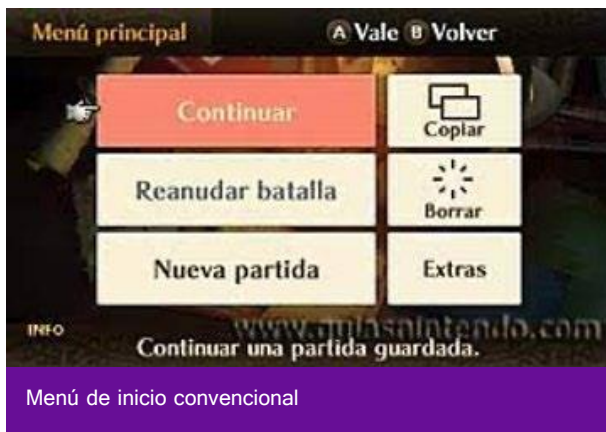 Menú principal
A Vale B Volver
Continuar
Copiar
Reanudar batalla
Borrar
Nueva partida
Extras
INFO
www.guiasnintendo.com
Continuar una partida guardada.
Menú de inicio convencional